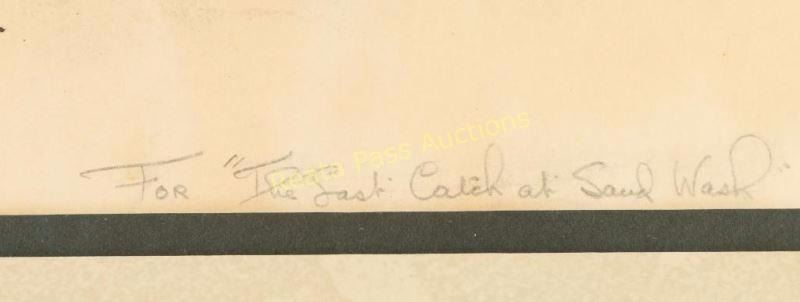 For "The Last Catch at Sand Wash"
Reata Pass Auctions